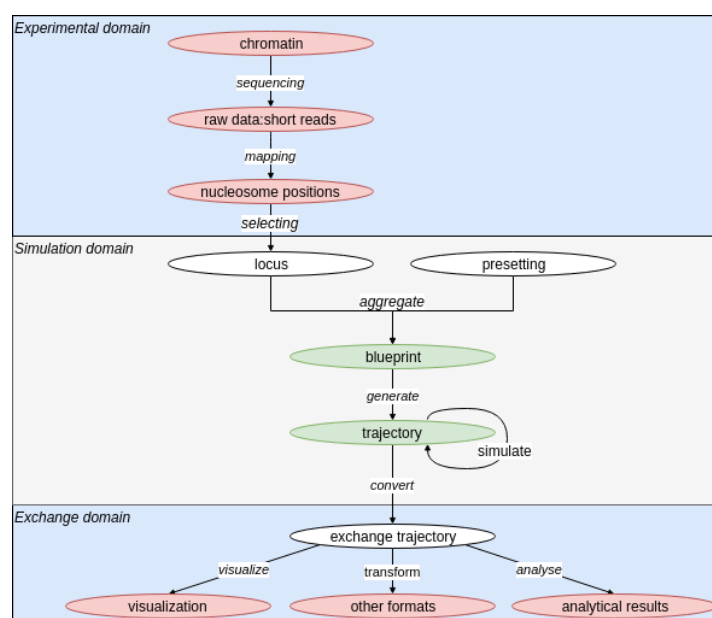 Experimental domain
chromatin
sequencing
raw data:short reads
mapping
nucleosome positions
selecting
Simulation domain
locus
presetting
aggregate
blueprint
generate
trajectory
simulate
convert
Exchange domain
exchange trajectory
visualize
transform
analyse
visualization
other formats
analytical results